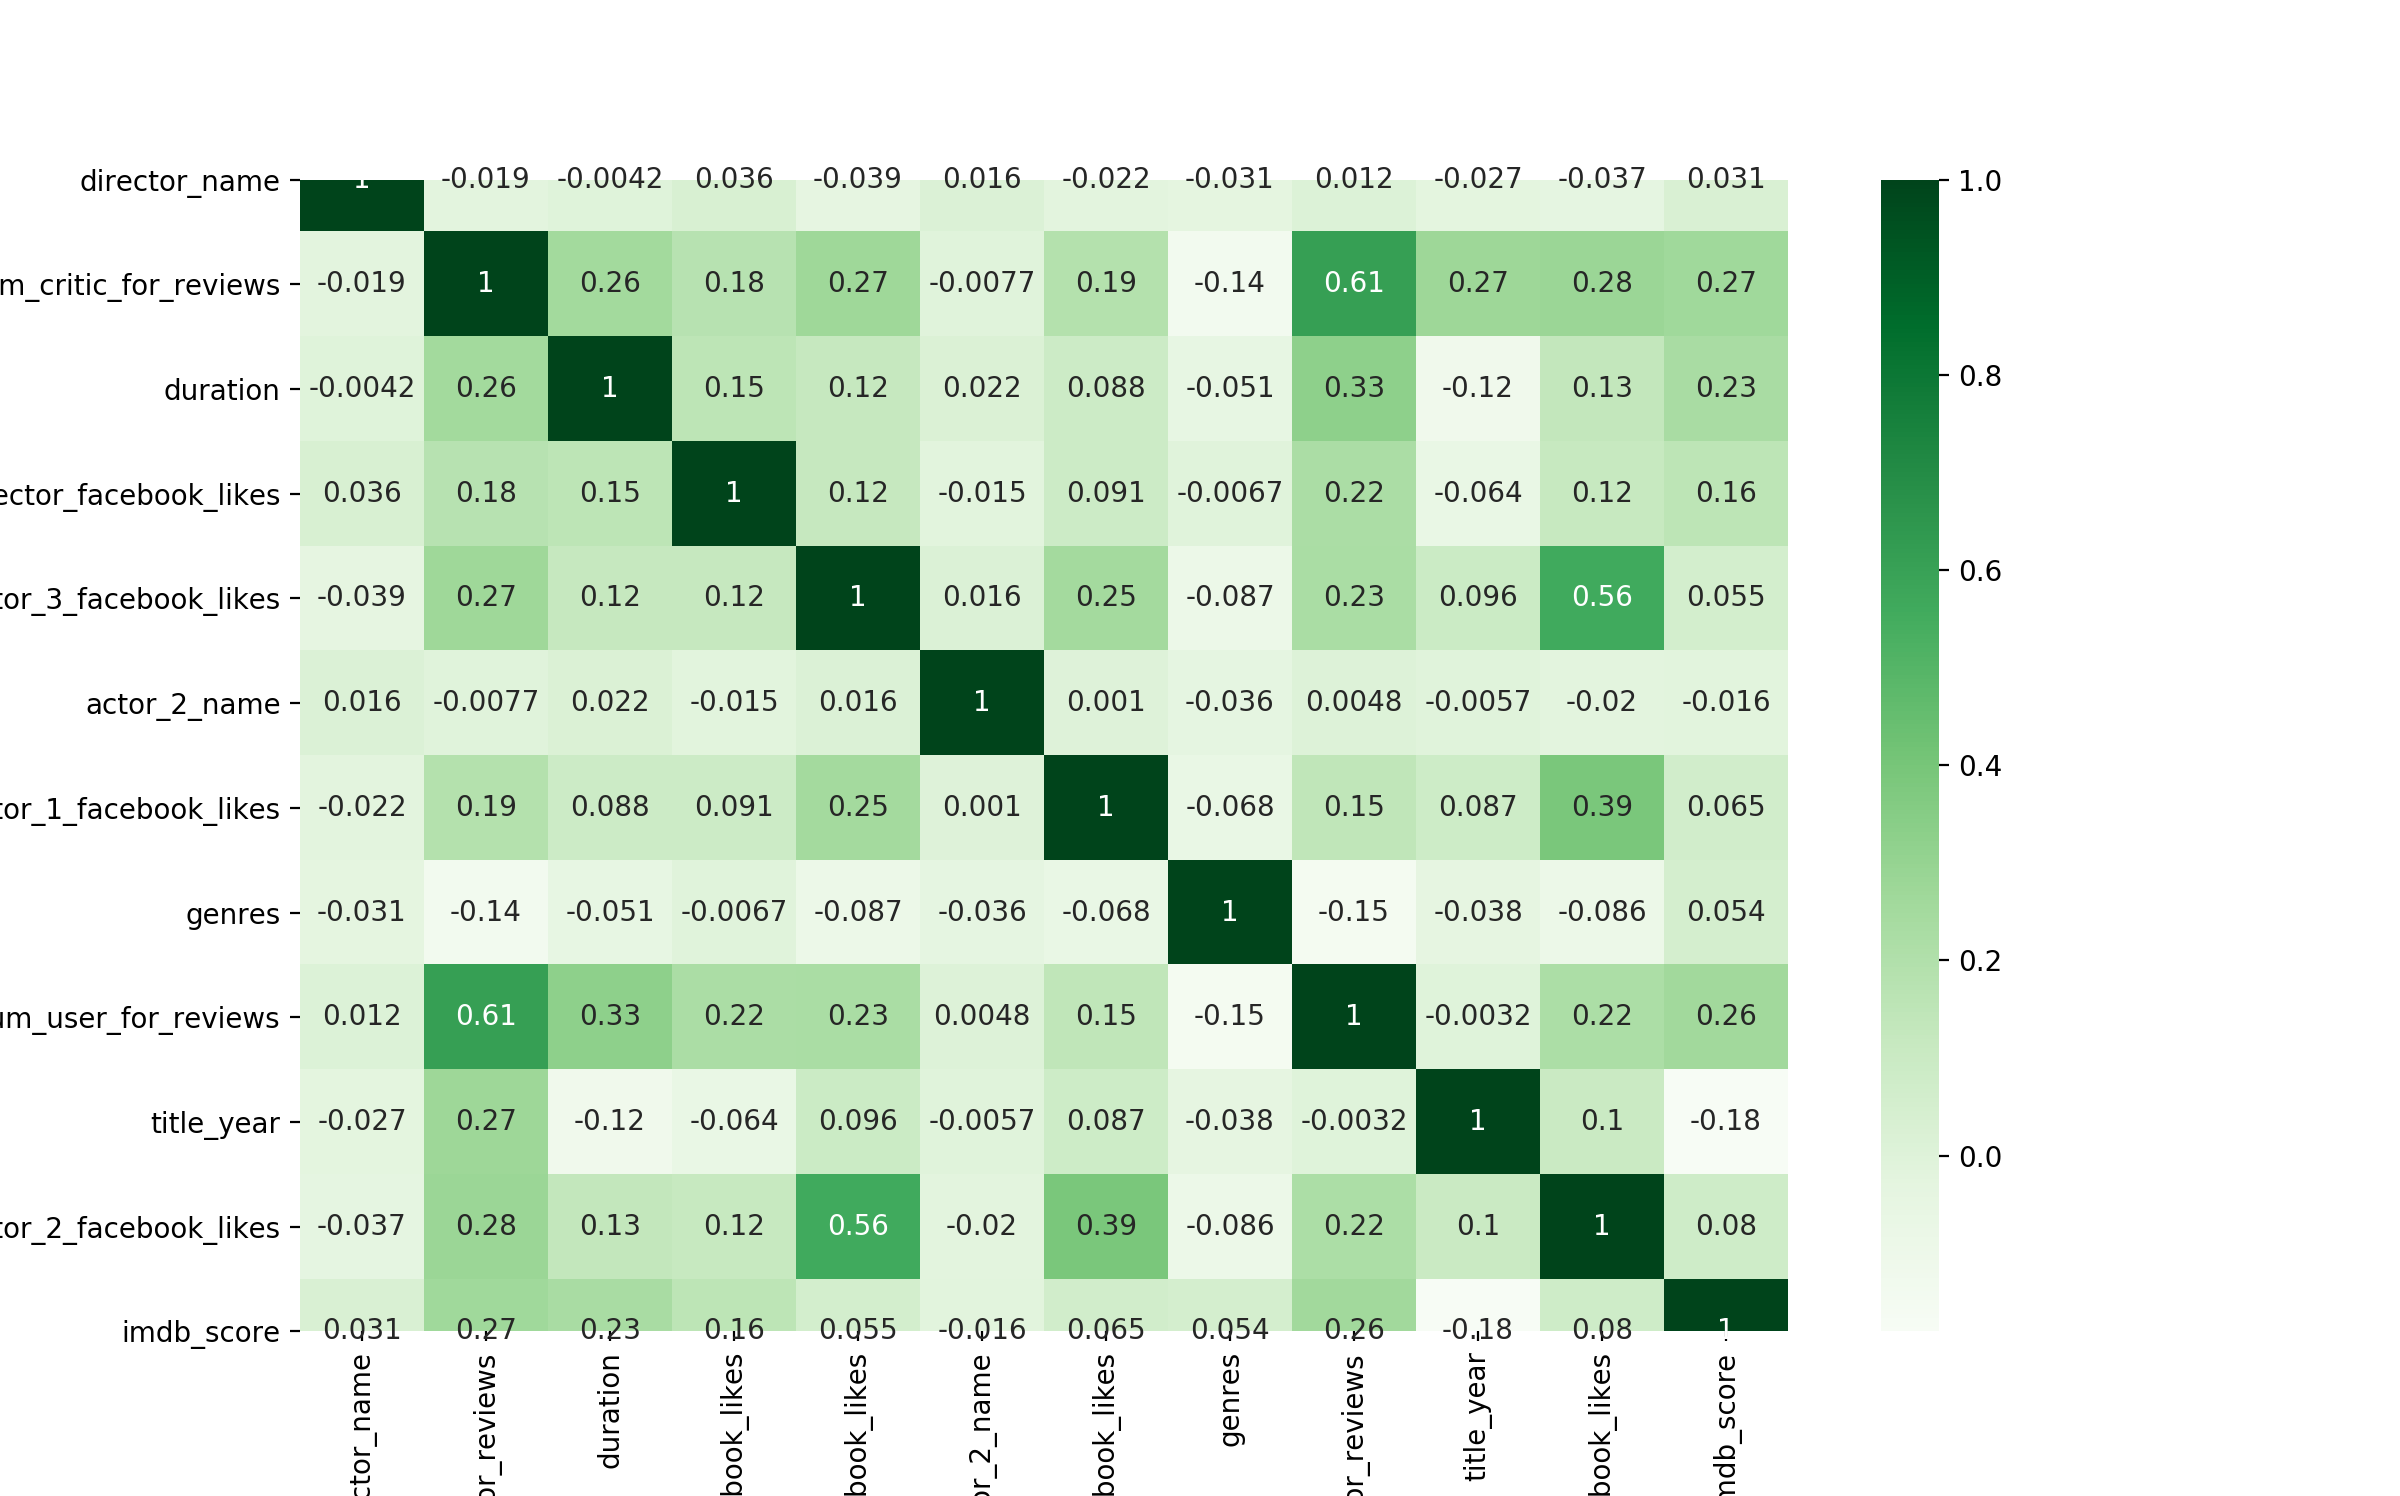 director_name 1 -0.019 -0.0042 0.036 -0.039 0.016 -0.022 -0.031 0.012 -0.027 -0.037 0.031
m_critic_for_reviews -0.019 1 0.26 0.18 0.27 -0.0077 0.19 -0.14 0.61 0.27 0.28 0.27
duration -0.0042 0.26 1 0.15 0.12 0.022 0.088 -0.051 0.33 -0.12 0.13 0.23
ector_facebook_likes 0.036 0.18 0.15 1 0.12 -0.015 0.091 -0.0067 0.22 -0.064 0.12 0.16
tor_3_facebook_likes -0.039 0.27 0.12 0.12 1 0.016 0.25 -0.087 0.23 0.096 0.56 0.055
actor_2_name 0.016 -0.0077 0.022 -0.015 0.016 1 0.001 -0.036 0.0048 -0.0057 -0.02 -0.016
tor_1_facebook_likes -0.022 0.19 0.088 0.091 0.25 0.001 1 -0.068 0.15 0.087 0.39 0.065
genres -0.031 -0.14 -0.051 -0.0067 -0.087 -0.036 -0.068 1 -0.15 -0.038 -0.086 0.054
um_user_for_reviews 0.012 0.61 0.33 0.22 0.23 0.0048 0.15 -0.15 1 -0.0032 0.22 0.26
title_year -0.027 0.27 -0.12 -0.064 0.096 -0.0057 0.087 -0.038 -0.0032 1 0.1 -0.18
tor_2_facebook_likes -0.037 0.28 0.13 0.12 0.56 -0.02 0.39 -0.086 0.22 0.1 1 0.08
imdb_score 0.031 0.27 0.23 0.16 0.055 -0.016 0.065 0.054 0.26 -0.18 0.08 1
ctor_name
or_reviews
duration
book_likes
book_likes
or_2_name
book_likes
genres
or_reviews
title_year
book_likes
mdb_score
1.0
0.8
0.6
0.4
0.2
0.0